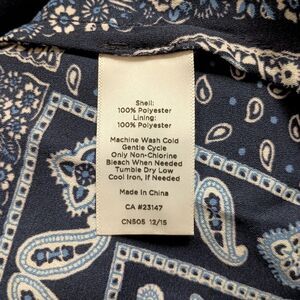 Shell:
100% Polyester
Lining:
100% Polyester
Machine Wash Cold
Gentle Cycle
Only Non-Chlorine
Bleach When Needed
Tumble Dry Low
Cool Iron, If Needed
Made In China
CA #23147
CN505 12/15